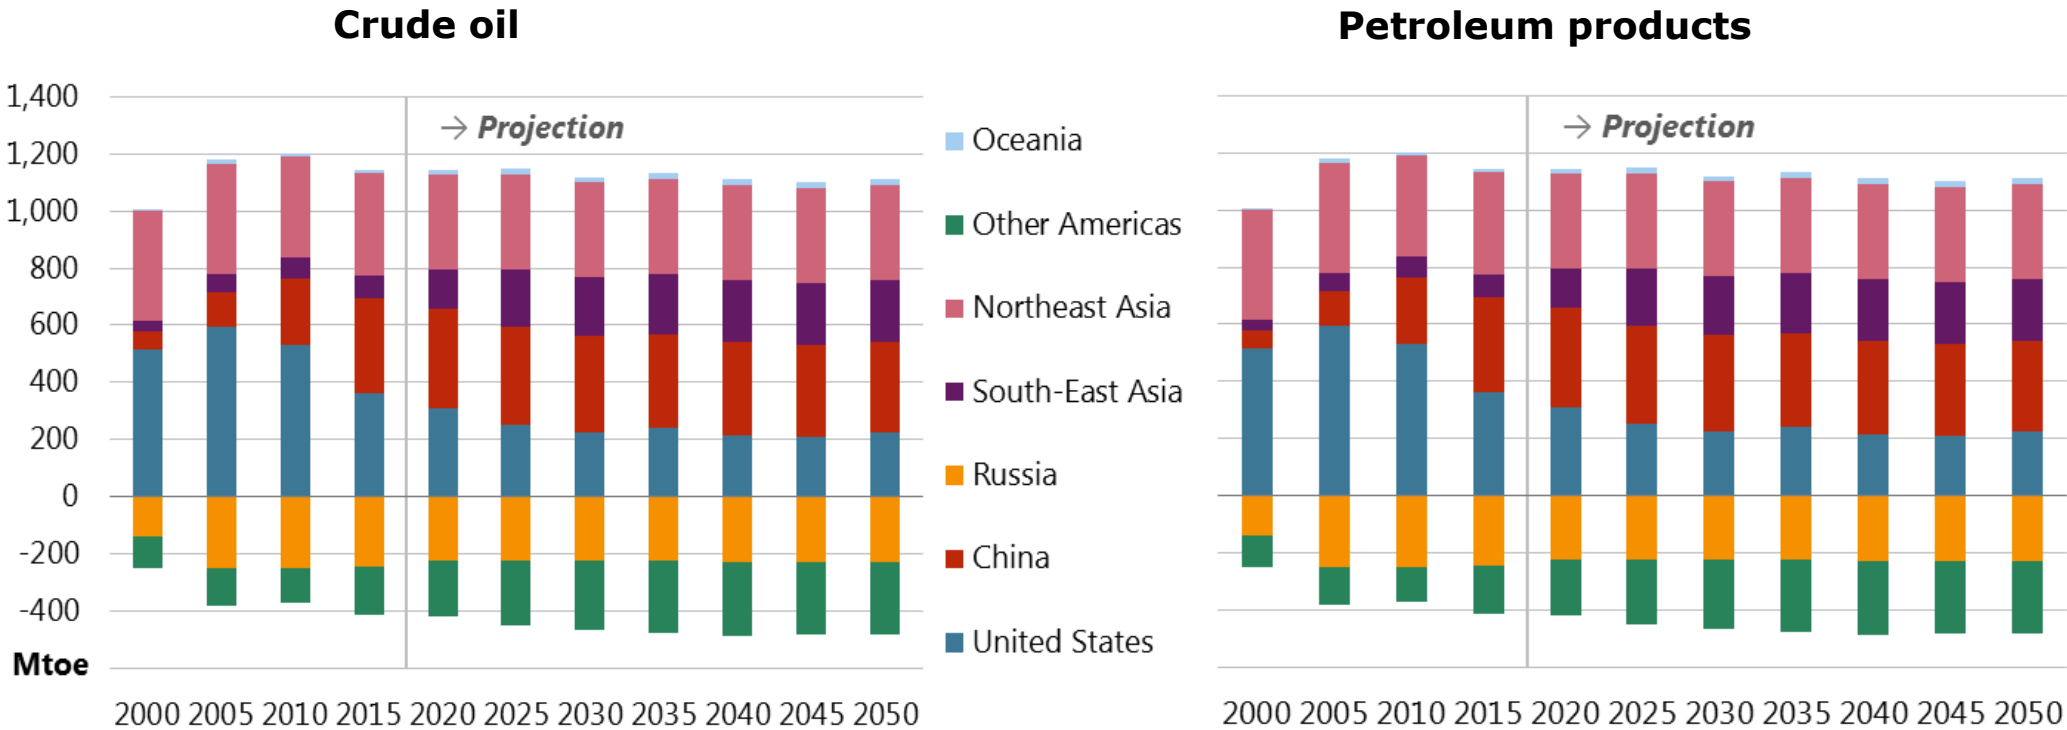 Crude oil
Petroleum products
1,400
1,200
1,000
800
600
400
200
0
-200
-400
Mtoe
→ Projection
2000 2005 2010 2015 2020 2025 2030 2035 2040 2045 2050
Oceania
Other Americas
Northeast Asia
South-East Asia
Russia
China
United States
→ Projection
2000 2005 2010 2015 2020 2025 2030 2035 2040 2045 2050